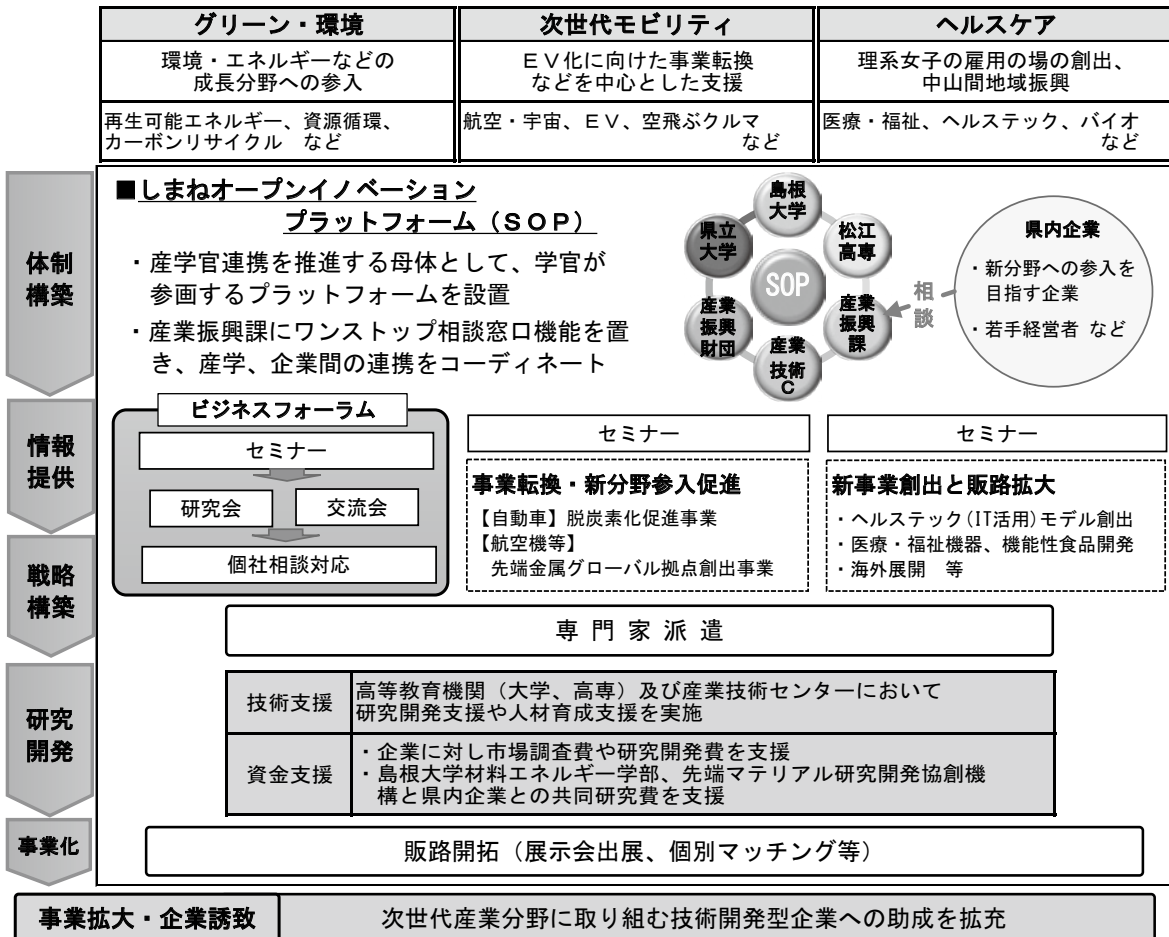 グリーン・環境
次世代モビリティ
ヘルスケア
環境・エネルギーなどの
成長分野への参入
ＥＶ化に向けた事業転換
などを中心とした支援
理系女子の雇用の場の創出、
中山間地域振興
再生可能エネルギー、資源循環、
カーボンリサイクル　など
航空・宇宙、ＥＶ、空飛ぶクルマ
など
医療・福祉、ヘルステック、バイオ
など
体制
構築
■しまねオープンイノベーション
プラットフォーム（ＳＯＰ）
・産学官連携を推進する母体として、学官が
参画するプラットフォームを設置
・産業振興課にワンストップ相談窓口機能を置
き、産学、企業間の連携をコーディネート
島根
大学
県立
大学
松江
高専
SOP
産業
振興
財団
産業
振興
課
産業
技術
C
相
談
県内企業
・新分野への参入を
目指す企業
・若手経営者 など
情報
提供
ビジネスフォーラム
セミナー
研究会
交流会
個社相談対応
セミナー
事業転換・新分野参入促進
【自動車】脱炭素化促進事業
【航空機等】
先端金属グローバル拠点創出事業
セミナー
新事業創出と販路拡大
・ヘルステック(IT活用)モデル創出
・医療・福祉機器、機能性食品開発
・海外展開　等
戦略
構築
専 門 家 派 遣
研究
開発
技術支援
高等教育機関（大学、高専）及び産業技術センターにおいて
研究開発支援や人材育成支援を実施
資金支援
・企業に対し市場調査費や研究開発費を支援
・島根大学材料エネルギー学部、先端マテリアル研究開発協創機
構と県内企業との共同研究費を支援
事業化
販路開拓（展示会出展、個別マッチング等）
事業拡大・企業誘致
次世代産業分野に取り組む技術開発型企業への助成を拡充